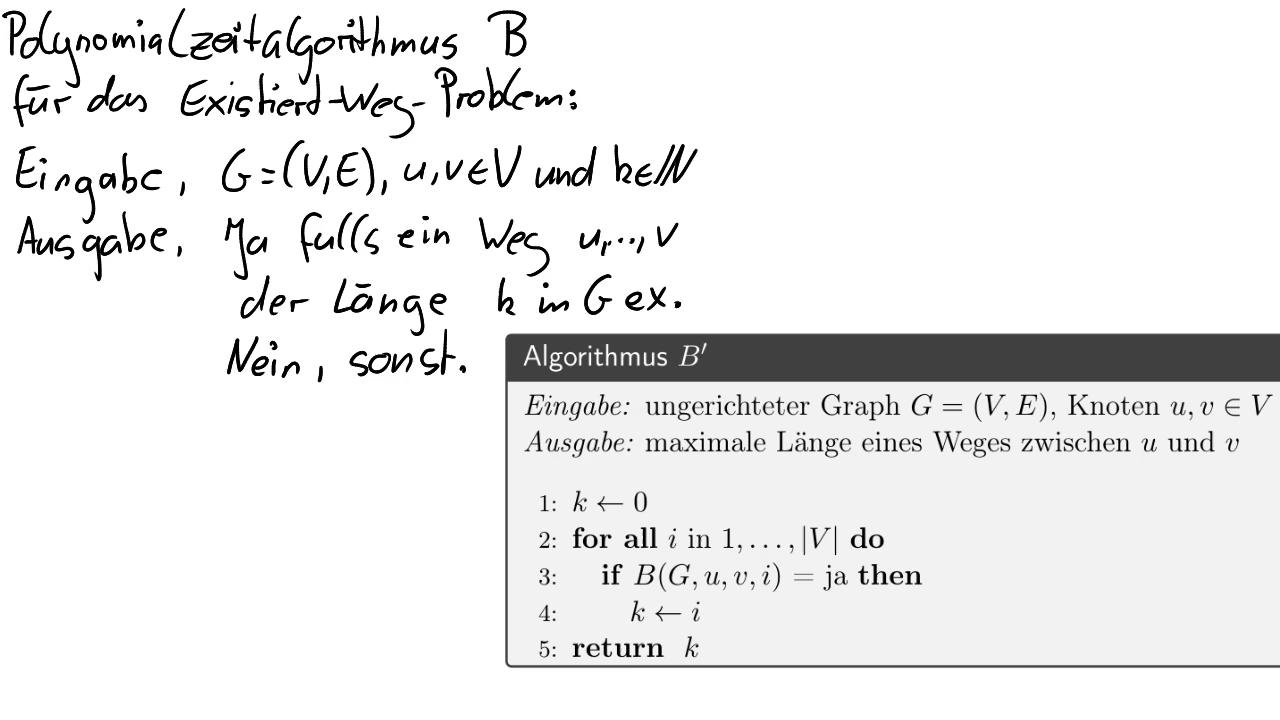 Polynomialzeitalgorithmus B
für das Existierd-Weg-Problem:
Eingabe, G=(V,E), u,v∈V und k∈ℕ
Ausgabe, Ja falls ein Weg u,...,v
der Länge k in G ex.
Nein, sonst.
Algorithmus B′
Eingabe: ungerichteter Graph G = (V, E), Knoten u, v ∈ V
Ausgabe: maximale Länge eines Weges zwischen u und v
1: k ← 0
2: for all i in 1, . . . , |V| do
3: if B(G, u, v, i) = ja then
4: k ← i
5: return k